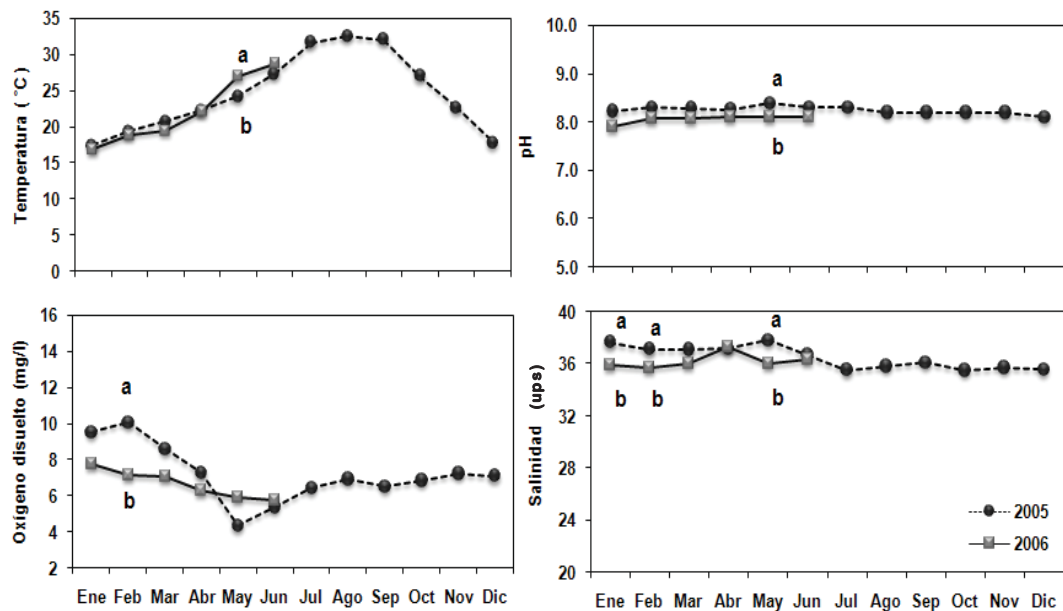 Temperatura ( °C )
35
30
25
20
15
10
5
0
a
b
pH
10.0
9.0
8.0
7.0
6.0
5.0
a
b
Oxígeno disuelto (mg/l)
16
14
12
10
8
6
4
2
a
b
Ene Feb Mar Abr May Jun Jul Ago Sep Oct Nov Dic
Salinidad (ups)
40
36
32
28
24
20
a a a
b b b
2005
2006
Ene Feb Mar Abr May Jun Jul Ago Sep Oct Nov Dic